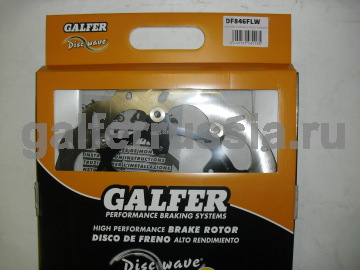 GALFER
DF846FLW
Disc wave
galferrussia.ru
INSTRUCTIONS
GALFER
PERFORMANCE BRAKING SYSTEMS
HIGH PERFORMANCE BRAKE ROTOR
DISCO DE FRENO ALTO RENDIMIENTO
Disc wave